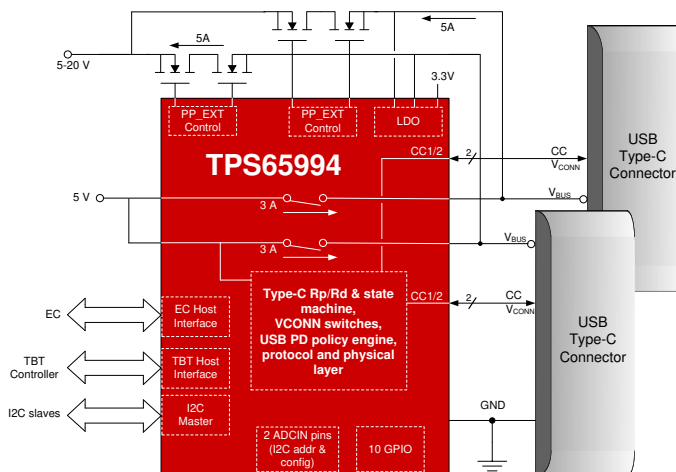 5A
5A
5-20 V
3.3V
PP_EXT
Control
PP_EXT
Control
LDO
TPS65994
CC1/2
2
CC
VCONN
USB
Type-C
Connector
5 V
3 A
VBUS
3 A
VBUS
Type-C Rp/Rd & state
machine,
VCONN switches,
USB PD policy engine,
protocol and physical
layer
CC1/2
2
CC
VCONN
USB
Type-C
Connector
EC
EC Host
Interface
TBT
Controller
TBT Host
Interface
I2C slaves
I2C
Master
GND
2 ADCIN pins
(I2C addr &
config)
10 GPIO